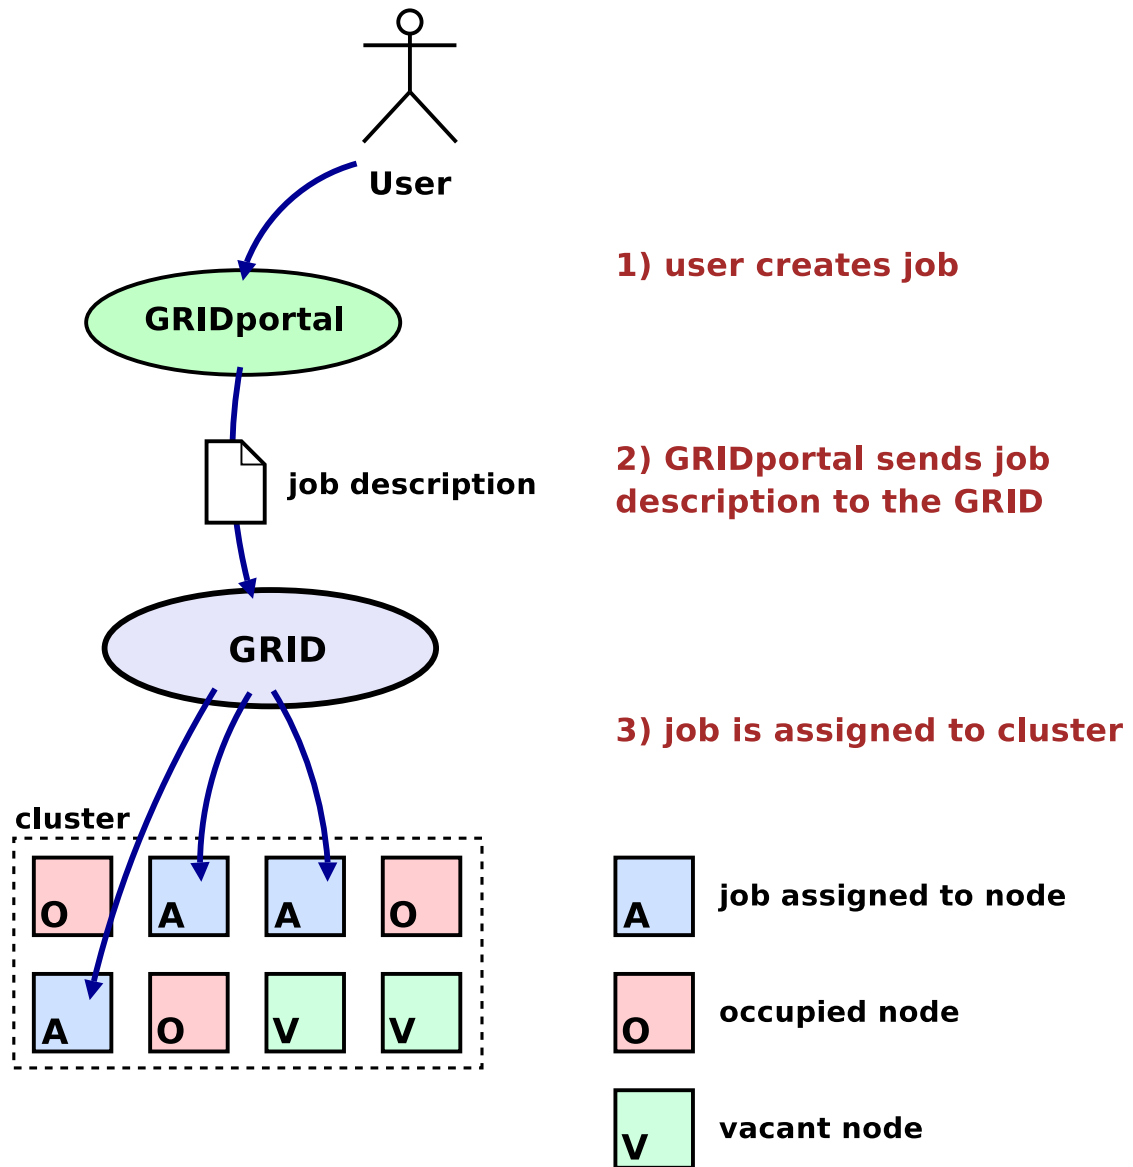 User
1) user creates job
GRIDportal
2) GRIDportal sends job
description to the GRID
job description
GRID
3) job is assigned to cluster
cluster
O A A O
A O V V
A job assigned to node
O occupied node
V vacant node